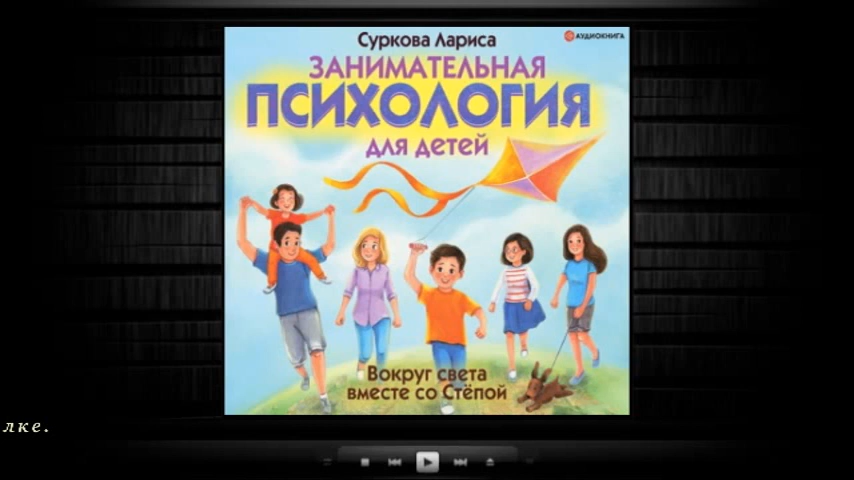 Суркова Лариса
АУДИОКНИГА
ЗАНИМАТЕЛЬНАЯ
ПСИХОЛОГИЯ
для детей
Вокруг света
вместе со Стёпой
лке.